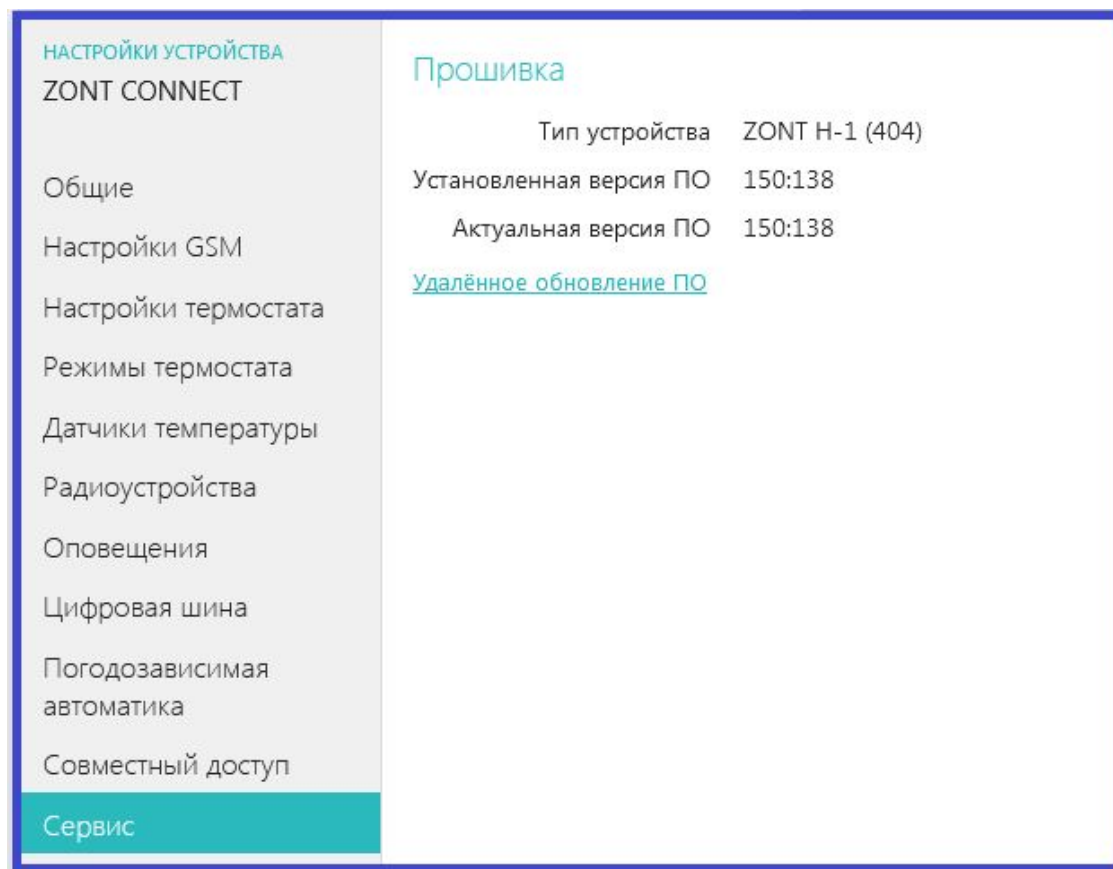 НАСТРОЙКИ УСТРОЙСТВА
ZONT CONNECT
Общие
Настройки GSM
Настройки термостата
Режимы термостата
Датчики температуры
Радиоустройства
Оповещения
Цифровая шина
Погодозависимая
автоматика
Совместный доступ
Сервис
Прошивка
Тип устройства ZONT H-1 (404)
Установленная версия ПО 150:138
Актуальная версия ПО 150:138
Удалённое обновление ПО